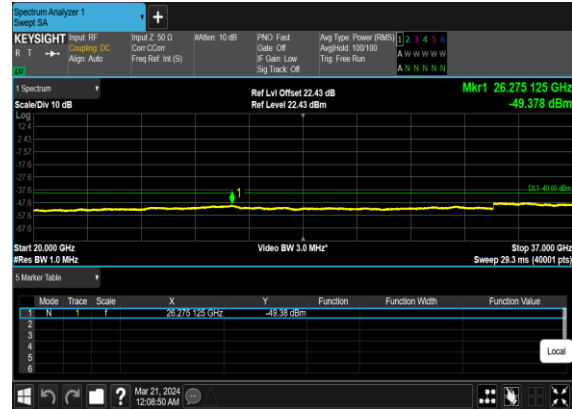 Spectrum Analyzer 1
Swept SA
+
KEYSIGHT Input: RF Input Z: 50 Ω #Atten: 10 dB PNO: Fast Avg Type: Power (RMS) 1 2 3 4 5 6
R T Coupling: DC Corr CCorr Gate: Off Avg|Hold: 100/100 A W W W W W
Align: Auto Freq Ref: Int (S) IF Gain: Low Trig: Free Run
Sig Track: Off A N N N N N
1 Spectrum Ref Lvl Offset 22.43 dB Mkr1 26.275 125 GHz
Scale/Div 10 dB Ref Level 22.43 dBm -49.378 dBm
Log
12.4
2.43
-7.57
-17.6
-27.6
-37.6 1 DL1 -40.00 dBm
-47.6
-57.6
-67.6
Start 20.000 GHz Video BW 3.0 MHz* Stop 37.000 GHz
#Res BW 1.0 MHz Sweep 29.3 ms (40001 pts)
5 Marker Table
Mode Trace Scale X Y Function Function Width Function Value
1 N 1 f 26.275 125 GHz -49.38 dBm
2
3
4
5
6
Local
? Mar 21, 2024
12:08:50 AM